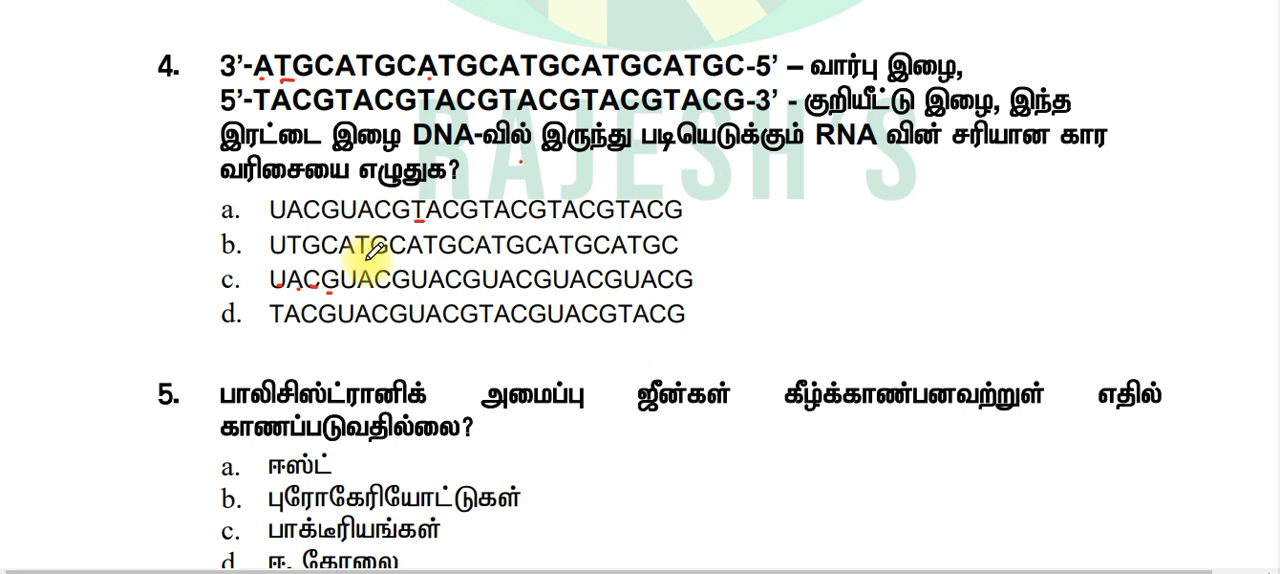 4. 3’-ATGCATGCATGCATGCATGCATGC-5’ – வார்பு இழை,
5’-TACGTACGTACGTACGTACGTACG-3’ - குறியீட்டு இழை, இந்த
இரட்டை இழை DNA-வில் இருந்து படியெடுக்கும் RNA வின் சரியான கார
வரிசையை எழுதுக?
RAJESH’S
a. UACGUACGTACGTACGTACGTACG
b. UTGCATGCATGCATGCATGCATGC
c. UACGUACGUACGUACGUACGUACG
d. TACGUACGUACGTACGUACGTACG
5. பாலிசிஸ்ட்ரானிக் அமைப்பு ஜீன்கள் கீழ்க்காண்பனவற்றுள் எதில்
காணப்படுவதில்லை?
a. ஈஸ்ட்
b. புரோகேரியோட்டுகள்
c. பாக்டீரியங்கள்
d ஈ. கோலை